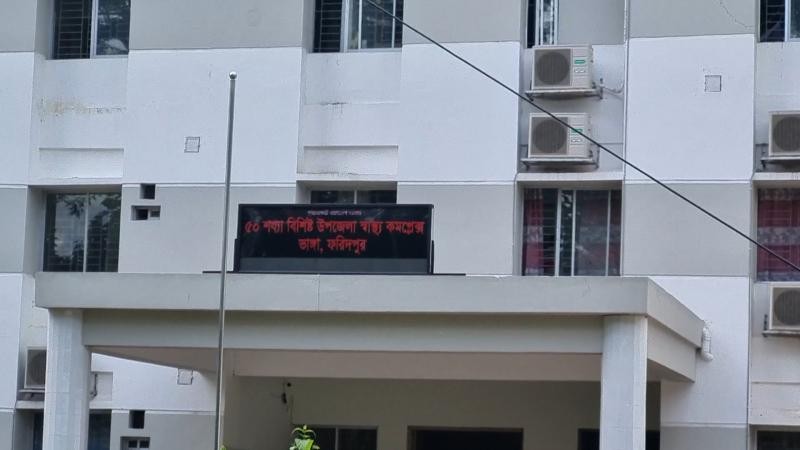 ৫০ শয্যা বিশিষ্ট উপজেলা স্বাস্থ্য কমপ্লেক্স
ভাঙ্গা, ফরিদপুর